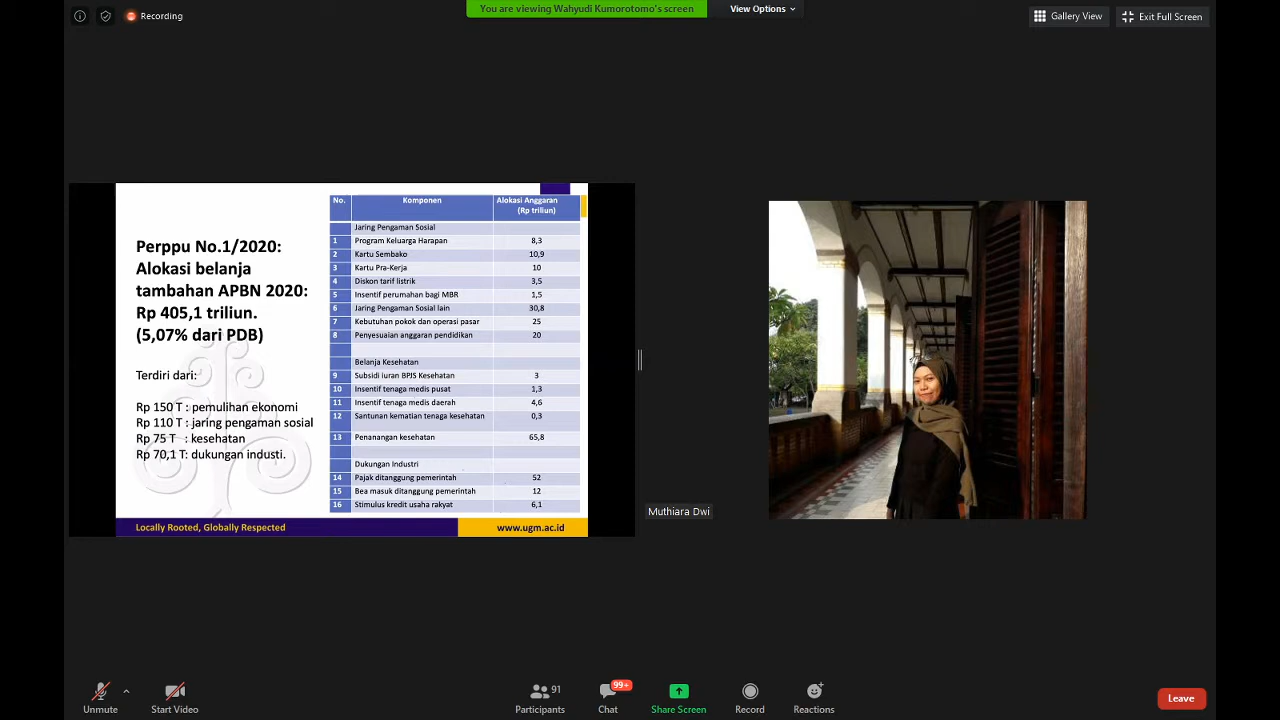 Recording
You are viewing Wahyudi Kumorotomo's screen
View Options
Gallery View
Exit Full Screen
Perppu No.1/2020:
Alokasi belanja
tambahan APBN 2020:
Rp 405,1 triliun.
(5,07% dari PDB)
Terdiri dari:
Rp 150 T : pemulihan ekonomi
Rp 110 T : jaring pengaman sosial
Rp 75 T : kesehatan
Rp 70,1 T: dukungan industi.
No. Komponen Alokasi Anggaran
(Rp triliun)
Jaring Pengaman Sosial
1 Program Keluarga Harapan 8,3
2 Kartu Sembako 10,9
3 Kartu Pra-Kerja 10
4 Diskon tarif listrik 3,5
5 Insentif perumahan bagi MBR 1,5
6 Jaring Pengaman Sosial lain 30,8
7 Kebutuhan pokok dan operasi pasar 25
8 Penyesuaian anggaran pendidikan 20
Belanja Kesehatan
9 Subsidi iuran BPJS Kesehatan 3
10 Insentif tenaga medis pusat 1,3
11 Insentif tenaga medis daerah 4,6
12 Santunan kematian tenaga kesehatan 0,3
13 Penanangan kesehatan 65,8
Dukungan Industri
14 Pajak ditanggung pemerintah 52
15 Bea masuk ditanggung pemerintah 12
16 Stimulus kredit usaha rakyat 6,1
Locally Rooted, Globally Respected
www.ugm.ac.id
Muthiara Dwi
Unmute
Start Video
91
Participants
99+
Chat
Share Screen
Record
Reactions
Leave